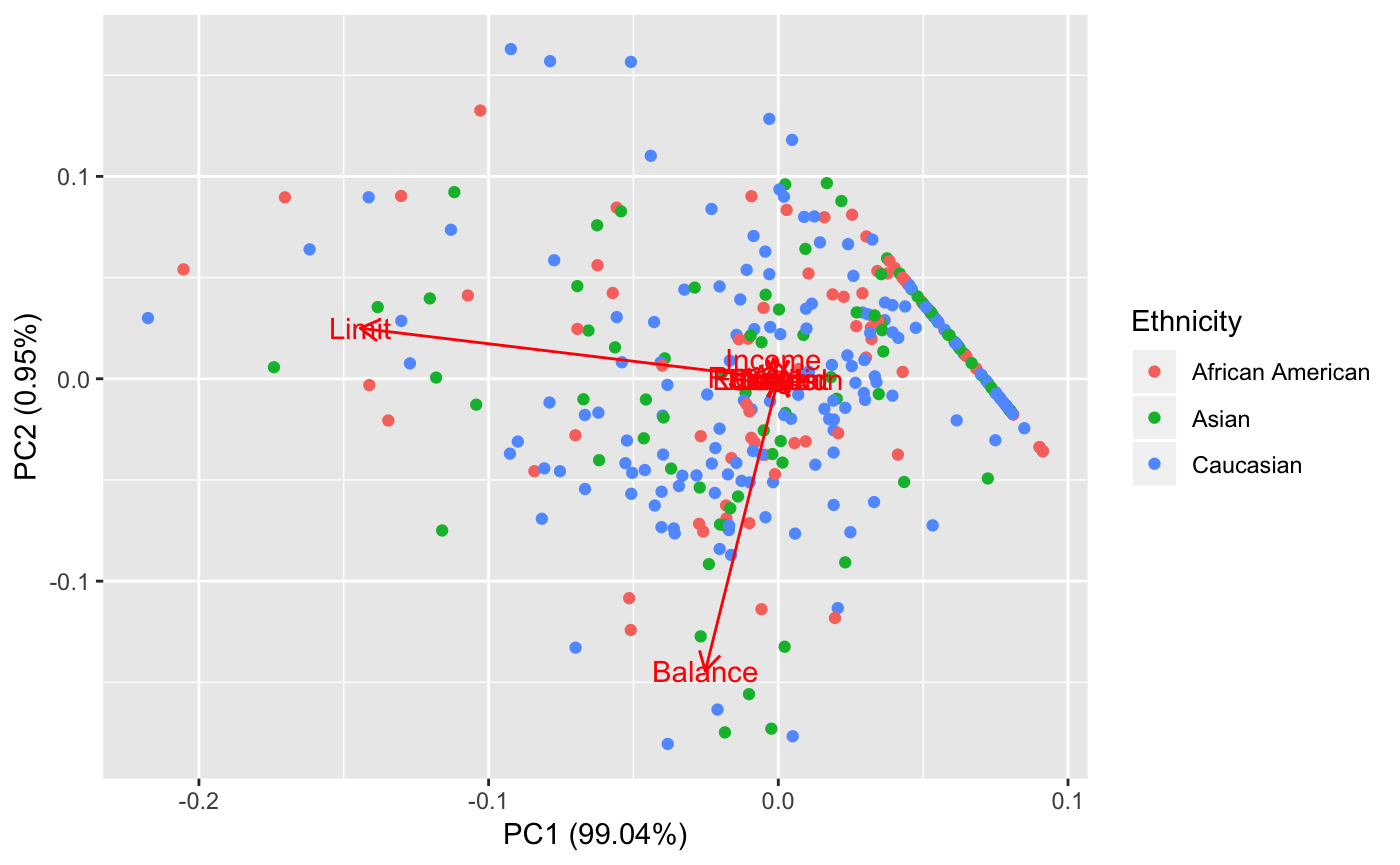 0.1
0.0
-0.1
-0.2
-0.1
0.0
0.1
PC2 (0.95%)
PC1 (99.04%)
Limit
Income
Balance
Ethnicity
African American
Asian
Caucasian